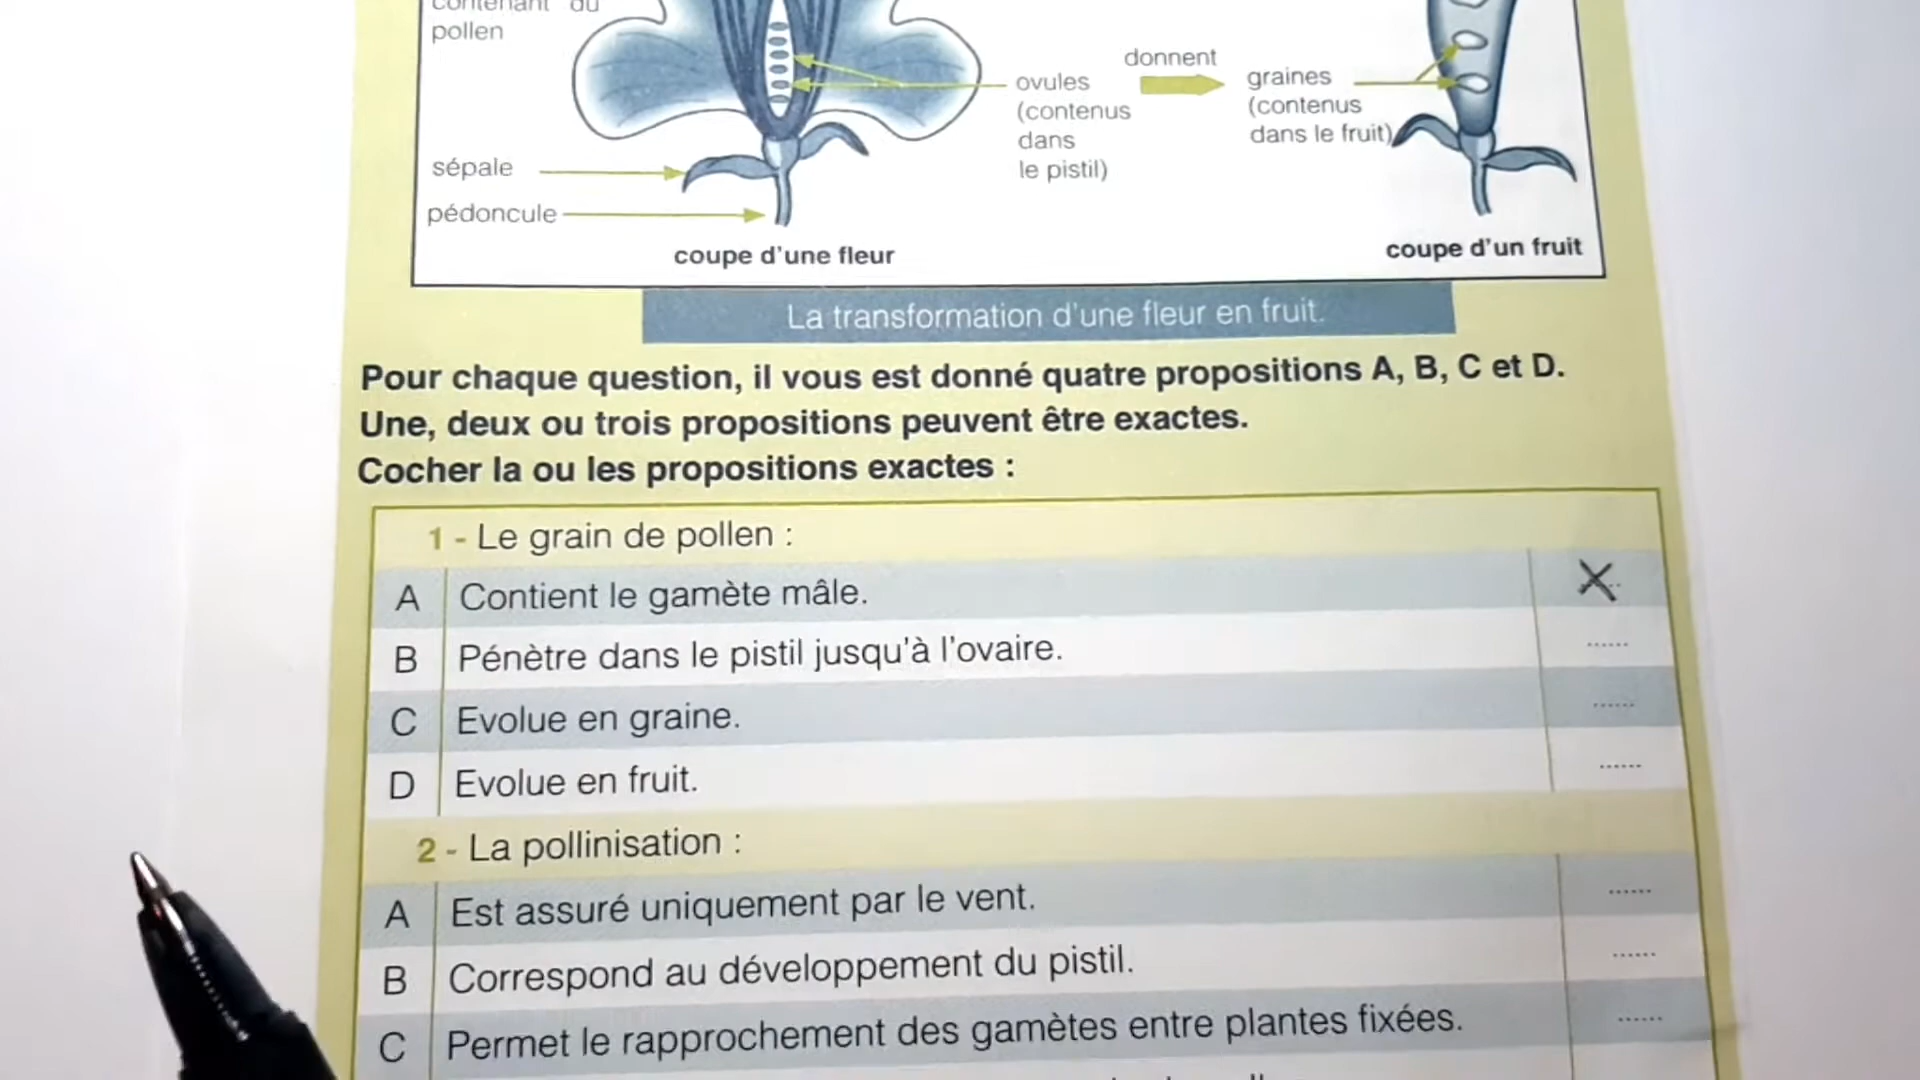 contenant du
pollen
donnent
ovules
(contenus
dans
le pistil)
graines
(contenus
dans le fruit)
sépale
pédoncule
coupe d'une fleur
coupe d'un fruit
La transformation d'une fleur en fruit.
Pour chaque question, il vous est donné quatre propositions A, B, C et D.
Une, deux ou trois propositions peuvent être exactes.
Cocher la ou les propositions exactes :
1 - Le grain de pollen :
A Contient le gamète mâle. X
B Pénètre dans le pistil jusqu'à l'ovaire. ......
C Evolue en graine. ......
D Evolue en fruit. ......
2 - La pollinisation :
A Est assuré uniquement par le vent. ......
B Correspond au développement du pistil. ......
C Permet le rapprochement des gamètes entre plantes fixées. ......